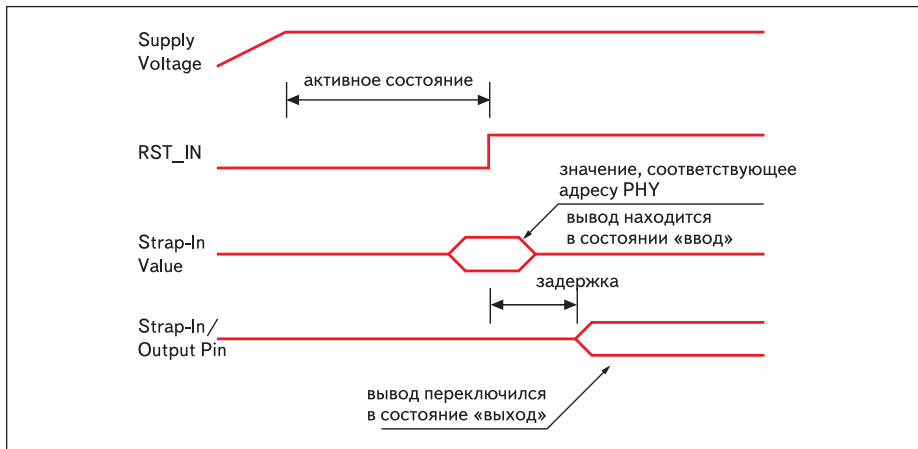 Supply
Voltage
активное состояние
RST_IN
значение, соответствующее
адресу PHY
вывод находится
в состоянии «ввод»
Strap-In
Value
задержка
Strap-In/
Output Pin
вывод переключился
в состояние «выход»